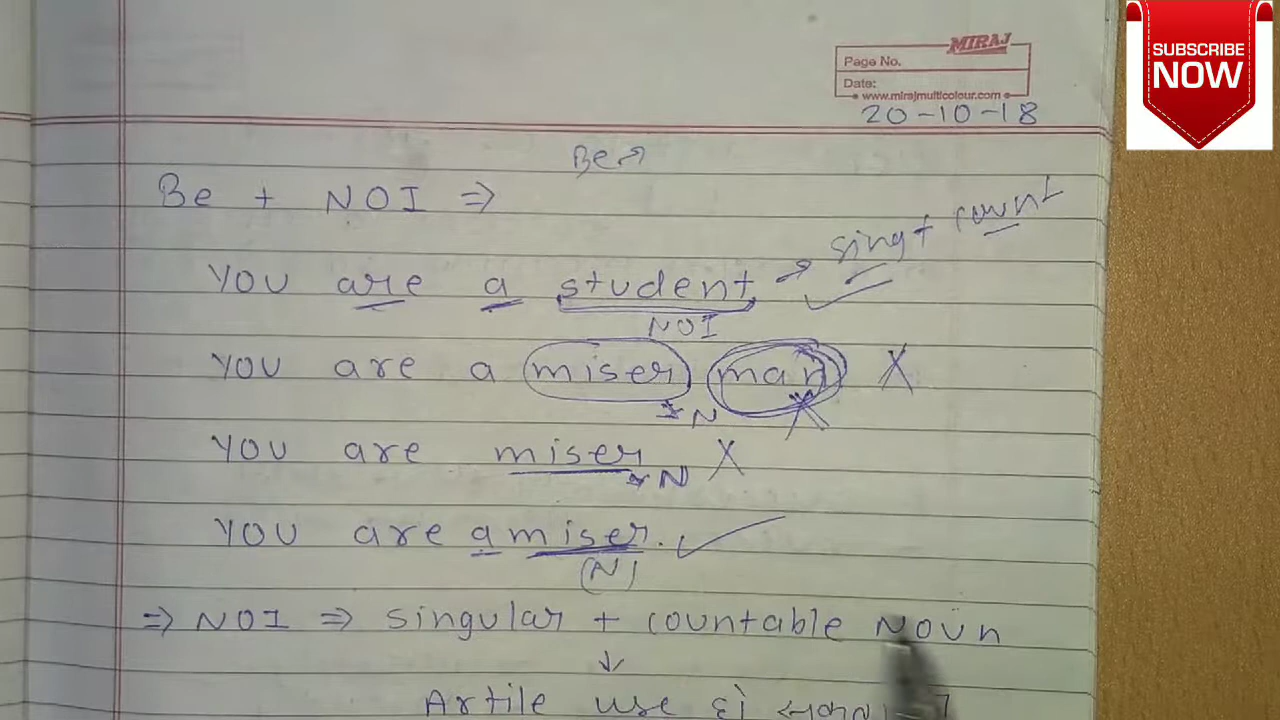 MIRAJ
Page No.
Date:
www.mirajmulticolour.com
20-10-18
SUBSCRIBE
NOW
Be
Be + NOI ⇒
sing + count
You are a student →
NOI
You are a miser man X
N X
You are miser X
N
You are a miser. ✓
(N)
⇒ NOI ⇒ singular + countable Noun
↓
Artile use